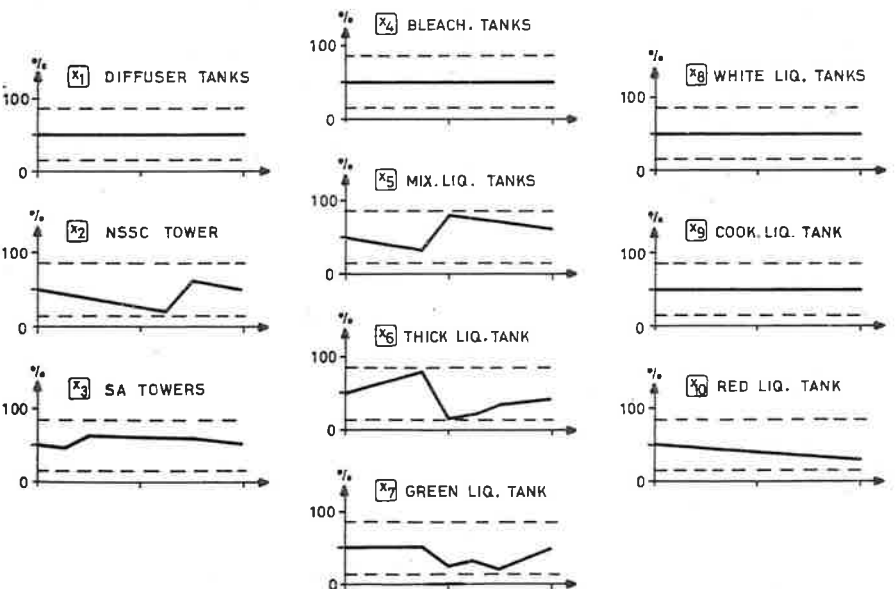 °/o
x1 DIFFUSER TANKS
100
0
°/o
x2 NSSC TOWER
100
0
°/o
x3 SA TOWERS
100
0
°/o
x4 BLEACH. TANKS
100
0
°/o
x5 MIX. LIQ. TANKS
100
0
°/o
x6 THICK LIQ. TANK
100
0
°/o
x7 GREEN LIQ. TANK
100
0
°/o
x8 WHITE LIQ. TANKS
100
0
°/o
x9 COOK. LIQ. TANK
100
0
°/o
x10 RED LIQ. TANK
100
0